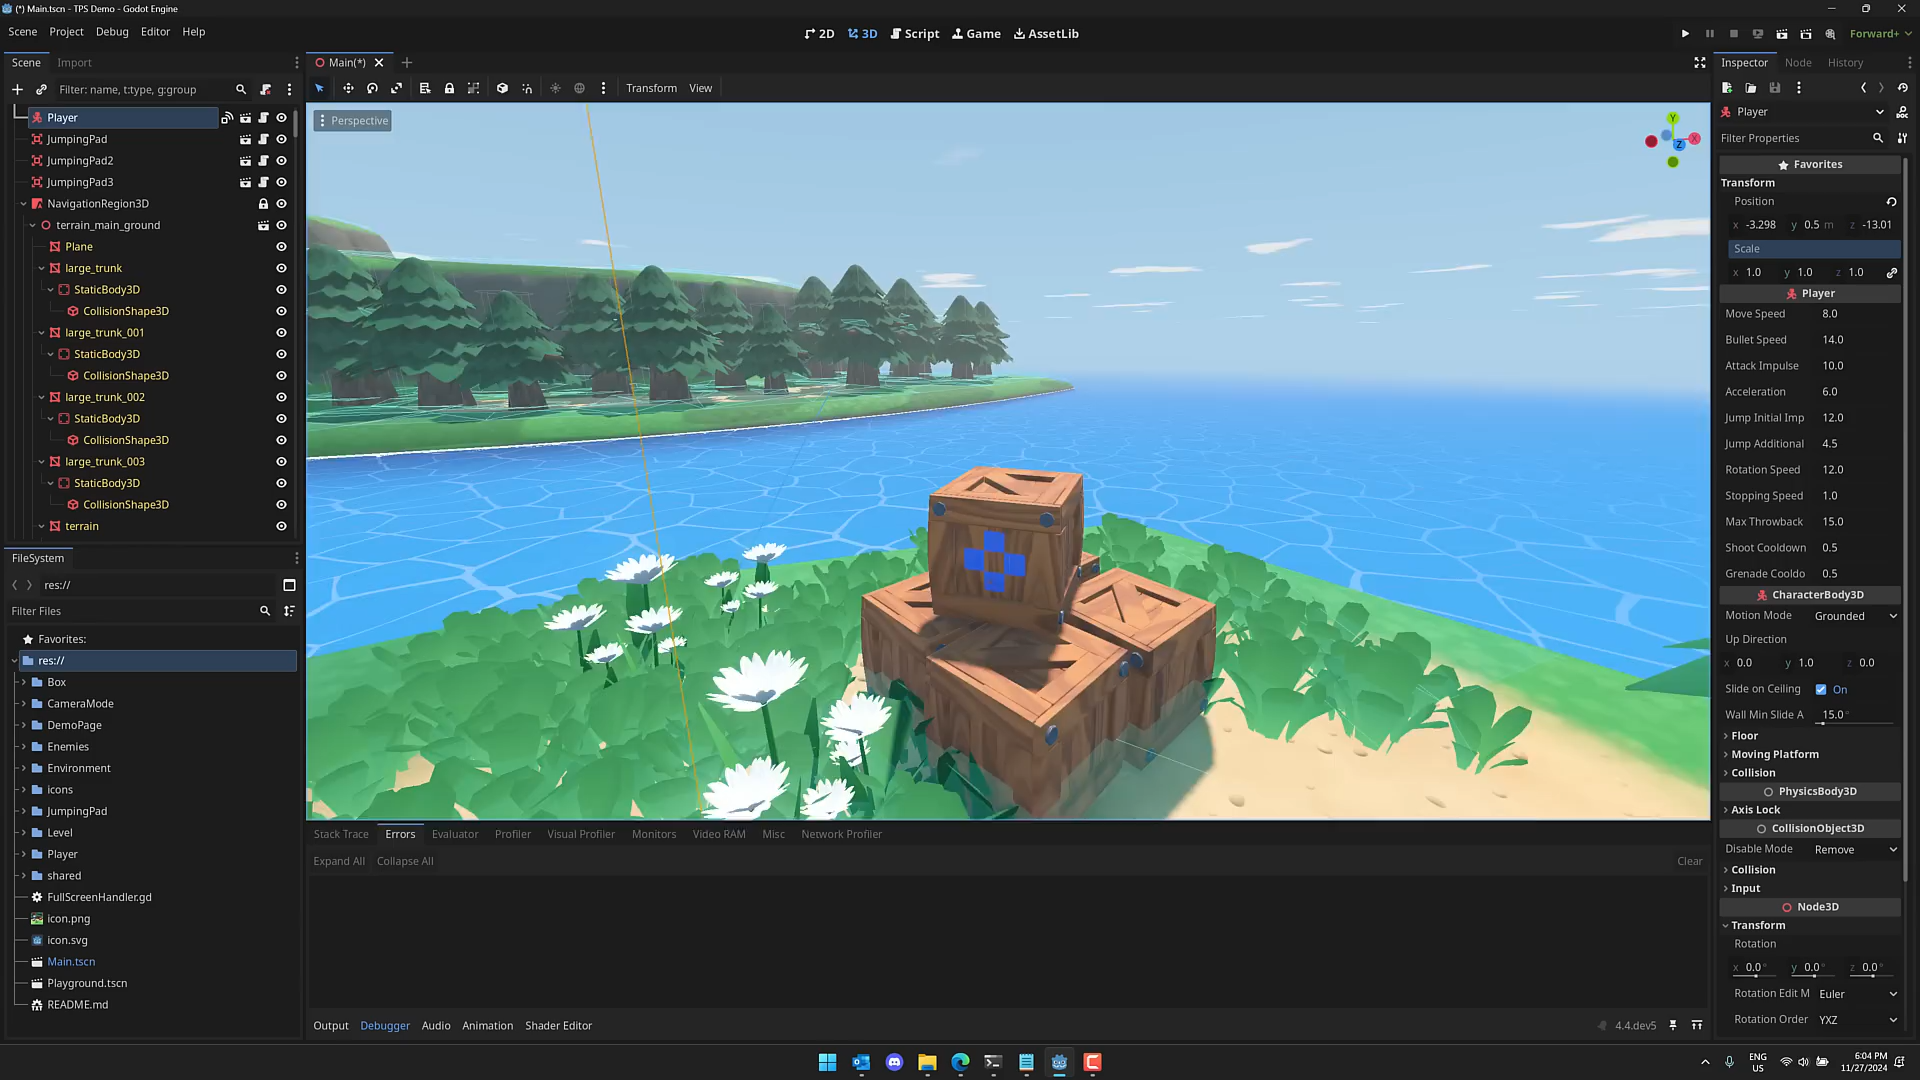 (*) Main.tscn - TPS Demo - Godot Engine
Scene Project Debug Editor Help
2D 3D Script Game AssetLib
Forward+
Scene Import
Main(*)
Inspector Node History
Filter: name, t:type, g:group
Transform View
Player
JumpingPad
JumpingPad2
JumpingPad3
NavigationRegion3D
terrain_main_ground
Plane
large_trunk
StaticBody3D
CollisionShape3D
large_trunk_001
StaticBody3D
CollisionShape3D
large_trunk_002
StaticBody3D
CollisionShape3D
large_trunk_003
StaticBody3D
CollisionShape3D
terrain
FileSystem
res://
Filter Files
Favorites:
res://
Box
CameraMode
DemoPage
Enemies
Environment
icons
JumpingPad
Level
Player
shared
FullScreenHandler.gd
icon.png
icon.svg
Main.tscn
Playground.tscn
README.md
Perspective
Y
X
Z
Stack Trace Errors Evaluator Profiler Visual Profiler Monitors Video RAM Misc Network Profiler
Expand All Collapse All Clear
Output Debugger Audio Animation Shader Editor 4.4.dev5
Player
Filter Properties
Favorites
Transform
Position
x -3.298 y 0.5 m z -13.01
Scale
x 1.0 y 1.0 z 1.0
Player
Move Speed 8.0
Bullet Speed 14.0
Attack Impulse 10.0
Acceleration 6.0
Jump Initial Imp 12.0
Jump Additional 4.5
Rotation Speed 12.0
Stopping Speed 1.0
Max Throwback 15.0
Shoot Cooldown 0.5
Grenade Cooldo 0.5
CharacterBody3D
Motion Mode Grounded
Up Direction
x 0.0 y 1.0 z 0.0
Slide on Ceiling On
Wall Min Slide A 15.0 °
Floor
Moving Platform
Collision
PhysicsBody3D
Axis Lock
CollisionObject3D
Disable Mode Remove
Collision
Input
Node3D
Transform
Rotation
x 0.0 ° y 0.0 ° z 0.0 °
Rotation Edit M Euler
Rotation Order YXZ
ENG
US
6:04 PM
11/27/2024